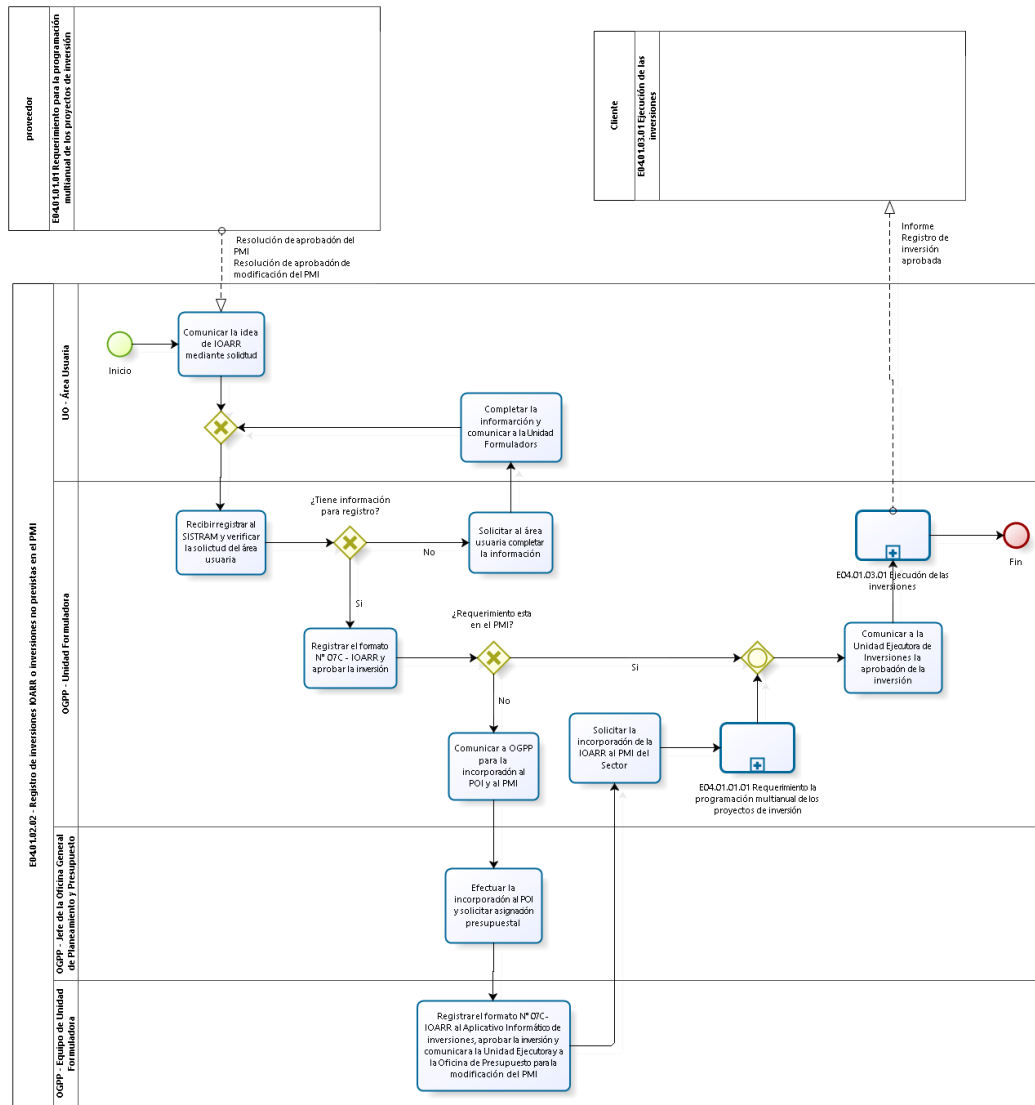 proveedor
E04.01.01.01 Requerimiento para la programación
multianual de los proyectos de inversión
Cliente
E04.01.03.01 Ejecución de las
inversiones
Resolución de aprobación del
PMI
Resolución de aprobación de
modificación del PMI
Informe
Registro de
inversión
aprobada
E04.01.02.02 - Registro de inversiones IOARR o inversiones no previstas en el PMI
UO - Área Usuaria
Inicio
Comunicar la idea
de IOARR
mediante solicitud
Completar la
informarción y
comunicar a la Unidad
Formuladors
OGPP - Unidad Formuladora
Recibir registrar al
SISTRAM y verificar
la solicitud del área
usuaria
¿Tiene información
para registro?
No
Solicitar al área
usuaria completar
la información
Si
E04.01.03.01 Ejecución de las
inversiones
Fin
Registrar el formato
N° 07C - IOARR y
aprobar la inversión
¿Requerimiento esta
en el PMI?
Si
No
Comunicar a la
Unidad Ejecutora de
Inversiones la
aprobación de la
inversión
Comunicar a OGPP
para la
incorporación al
POI y al PMI
Solicitar la
incorporación de la
IOARR al PMI del
Sector
E04.01.01.01 Requerimiento la
programación multianual de los
proyectos de inversión
OGPP - Jefe de la Oficina General
de Planeamiento y Presupuesto
Efectuar la
incorporación al POI
y solicitar asignación
presupuestal
OGPP - Equipo de Unidad
Formuladora
Registrar el formato N° 07C-
IOARR al Aplicativo Informático de
inversiones, aprobar la inversión y
comunicar a la Unidad Ejecutora y a
la Oficina de Presupuesto para la
modificación del PMI